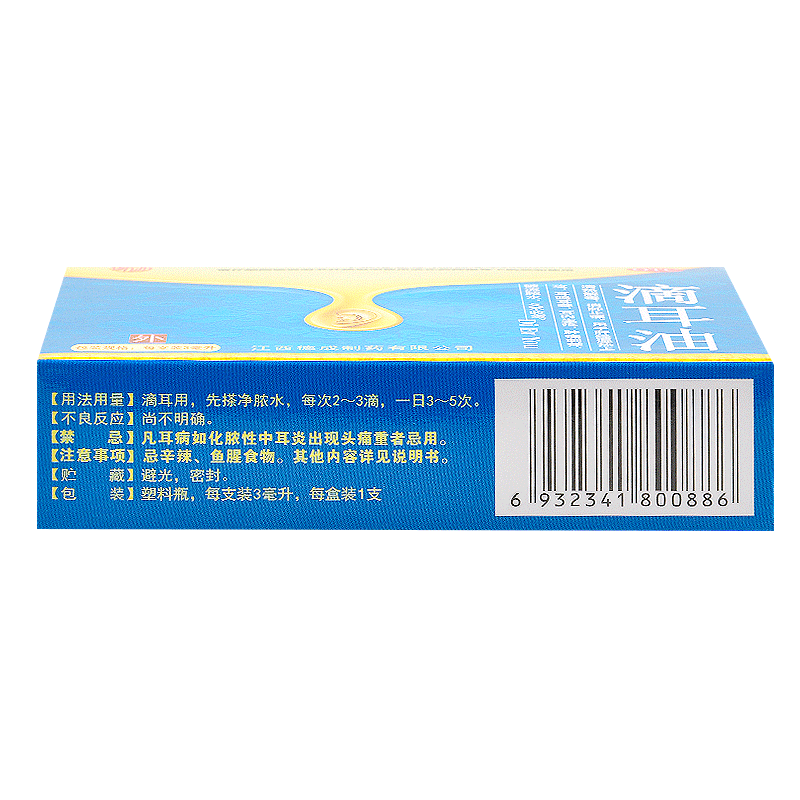 滴耳油
Di Er You
外
江西德成制药有限公司
【用法用量】滴耳用，先搽净脓水，每次2～3滴，一日3～5次。
【不良反应】尚不明确。
【禁　　忌】凡耳病如化脓性中耳炎出现头痛重者忌用。
【注意事项】忌辛辣、鱼腥食物。其他内容详见说明书。
【贮　　藏】避光，密封。
【包　　装】塑料瓶，每支装3毫升，每盒装1支
6 932341 800886